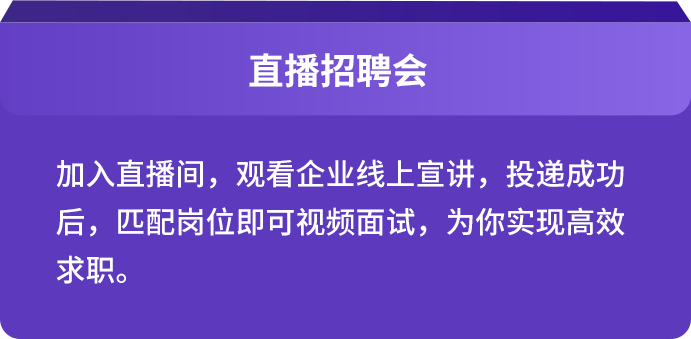 直播招聘会
加入直播间，观看企业线上宣讲，投递成功
后，匹配岗位即可视频面试，为你实现高效
求职。